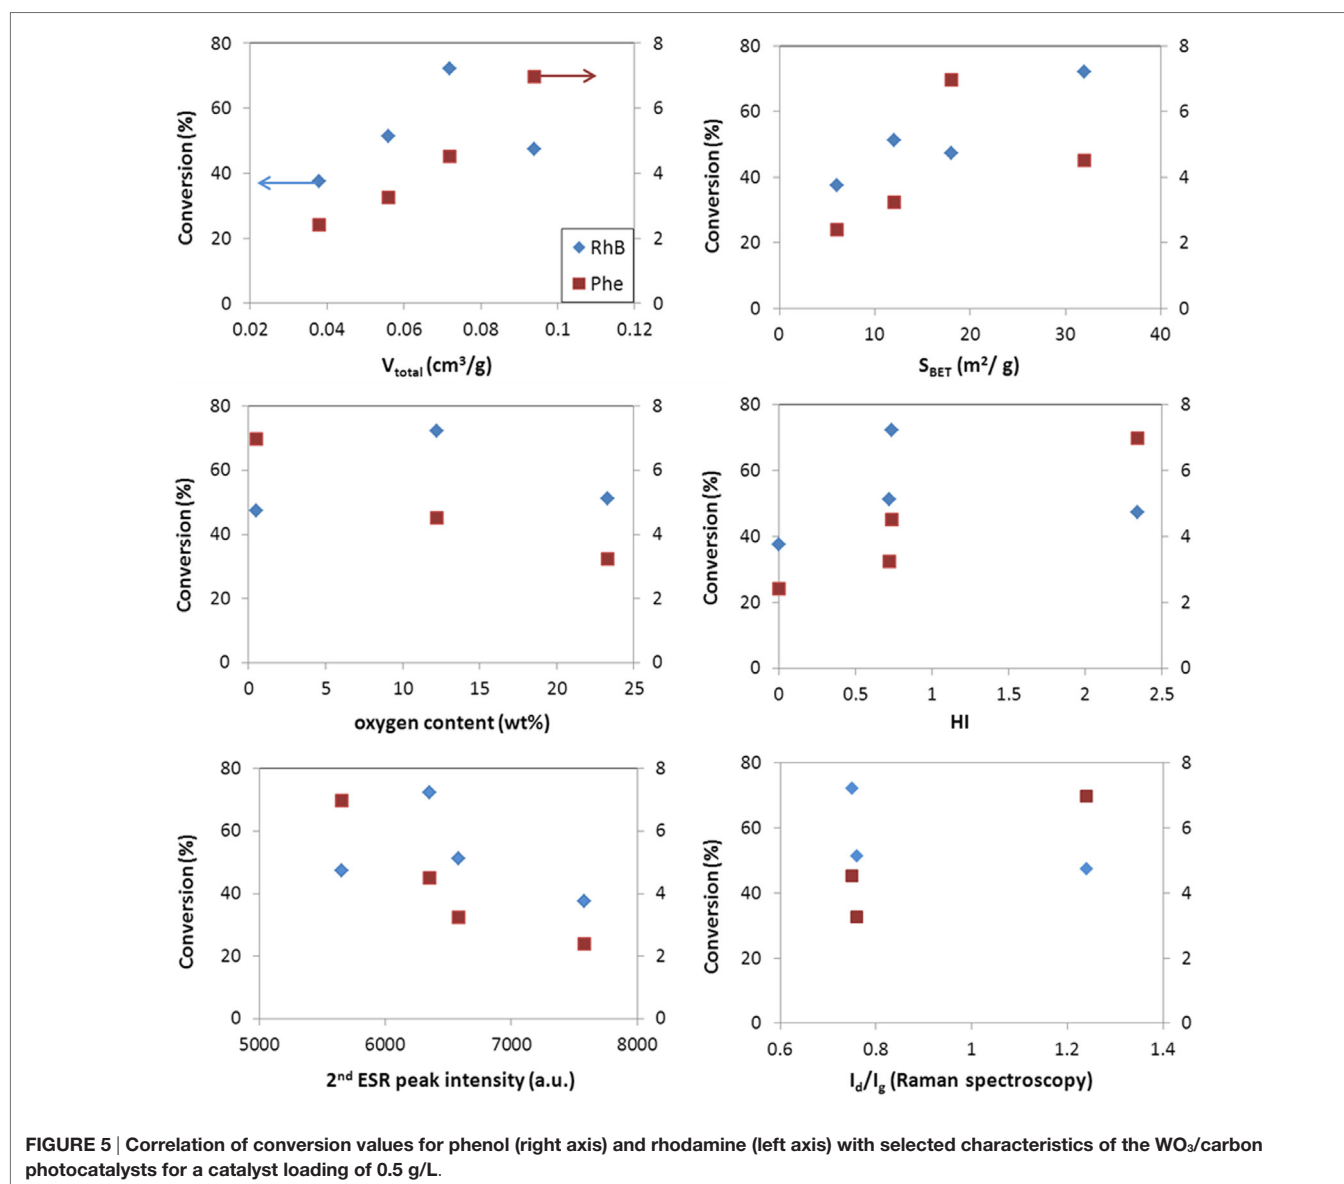 80
60
40
20
0
8
6
4
2
0
Conversion (%)
RhB
Phe
0.02 0.04 0.06 0.08 0.1 0.12
V_total (cm³/g)
80
60
40
20
0
8
6
4
2
0
Conversion (%)
0 10 20 30 40
S_BET (m²/ g)
80
60
40
20
0
8
6
4
2
0
Conversion (%)
0 5 10 15 20 25
oxygen content (wt%)
80
60
40
20
0
8
6
4
2
0
Conversion (%)
0 0.5 1 1.5 2 2.5
HI
80
60
40
20
0
8
6
4
2
0
Conversion (%)
5000 6000 7000 8000
2ⁿᵈ ESR peak intensity (a.u.)
80
60
40
20
0
8
6
4
2
0
Conversion (%)
0.6 0.8 1 1.2 1.4
I_d/I_g (Raman spectroscopy)
FIGURE 5 | Correlation of conversion values for phenol (right axis) and rhodamine (left axis) with selected characteristics of the WO₃/carbon
photocatalysts for a catalyst loading of 0.5 g/L.